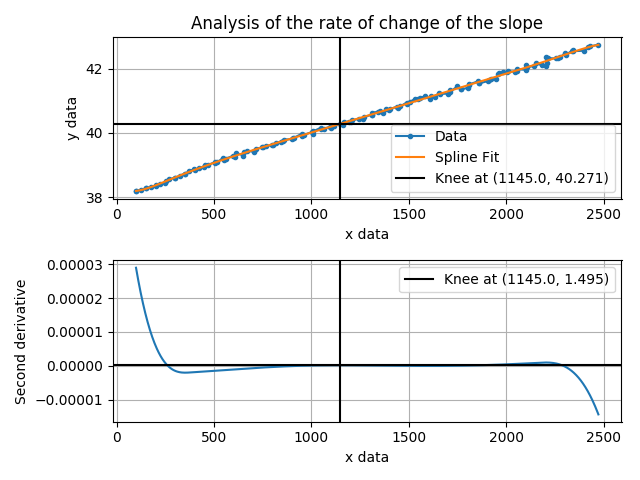 Analysis of the rate of change of the slope
42
40
38
y data
Data
Spline Fit
Knee at (1145.0, 40.271)
0 500 1000 1500 2000 2500
x data
0.00003
0.00002
0.00001
0.00000
−0.00001
Second derivative
Knee at (1145.0, 1.495)
0 500 1000 1500 2000 2500
x data